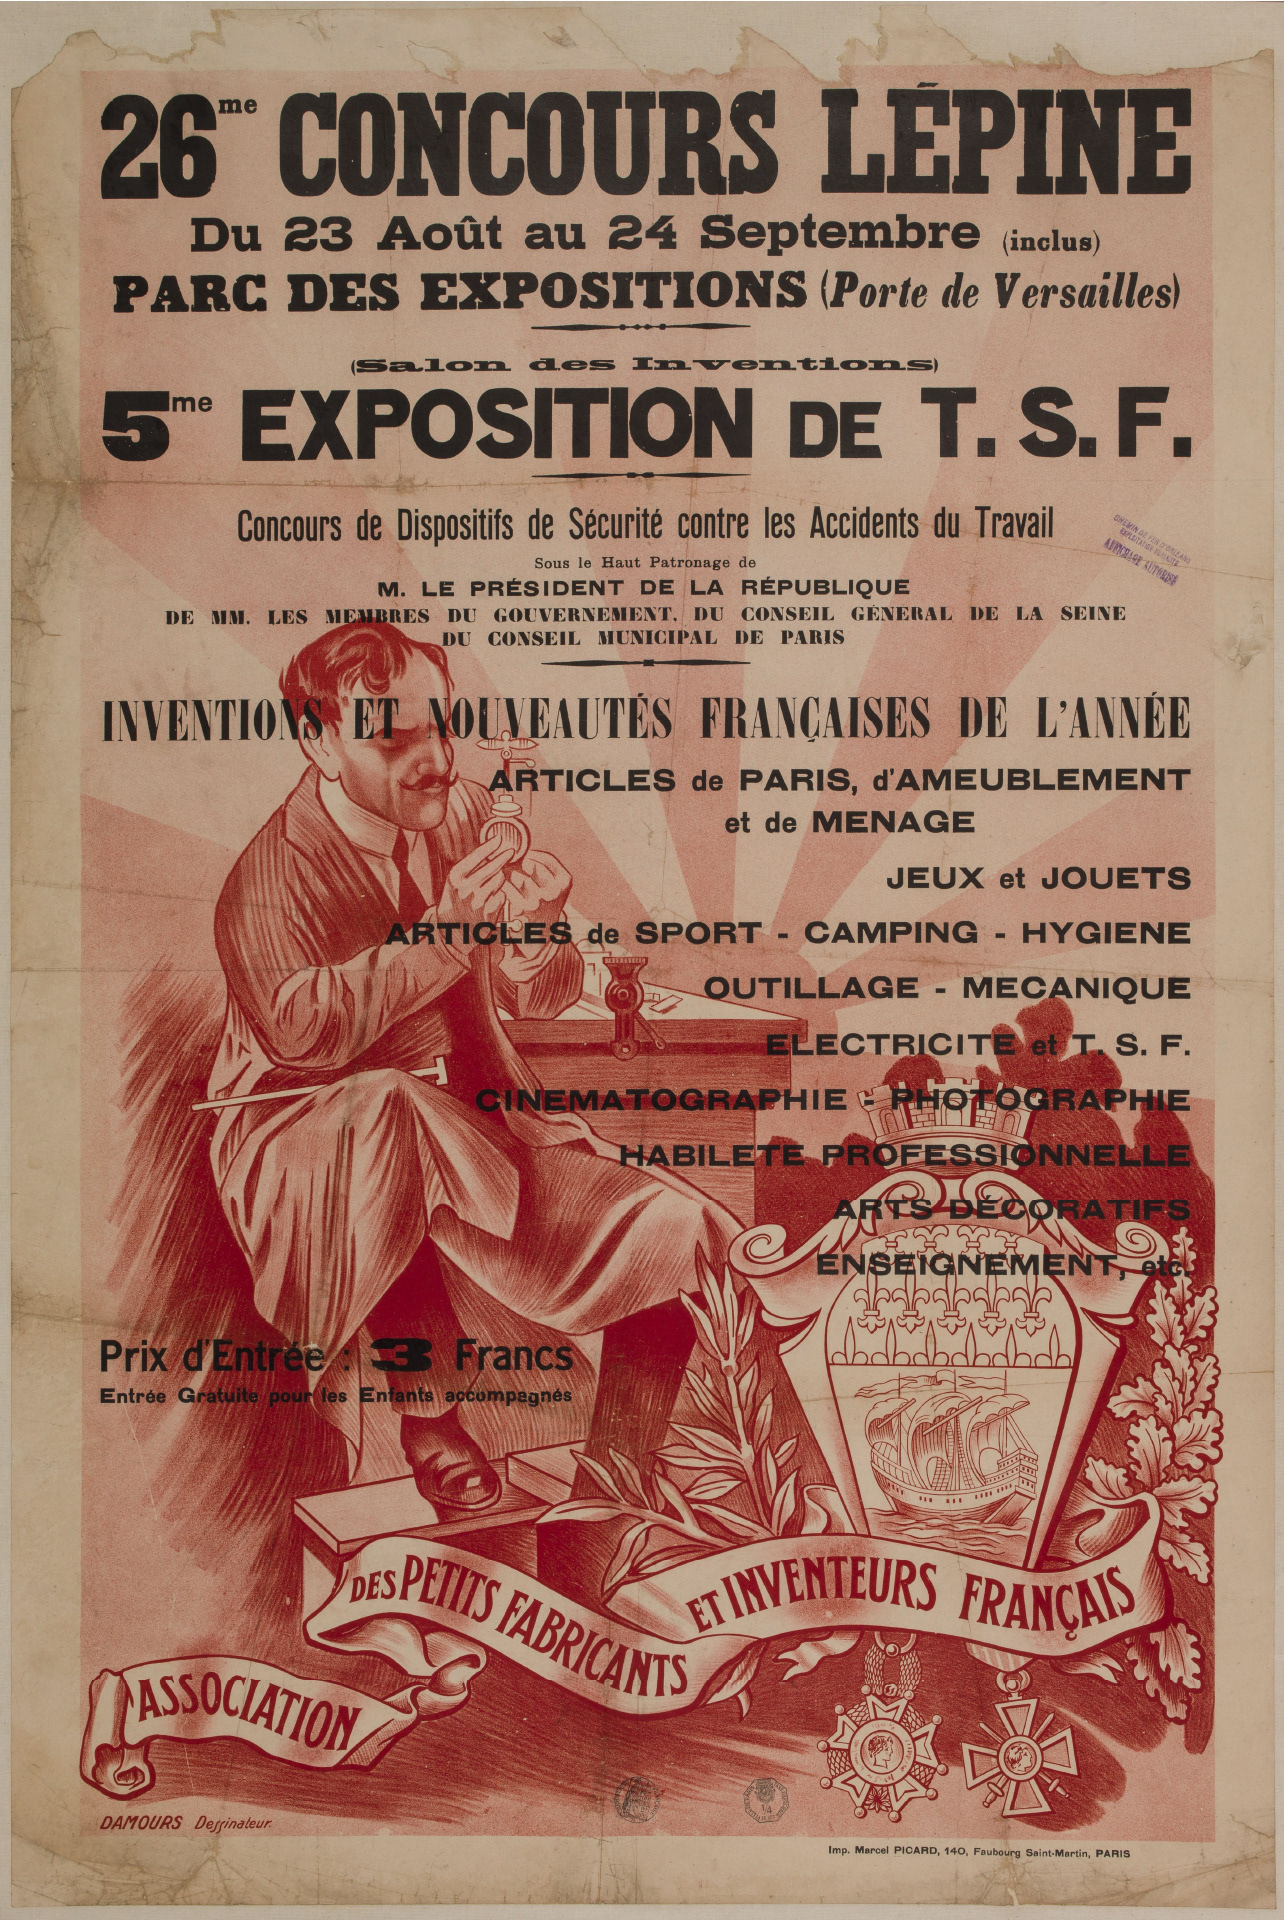 26me CONCOURS LÉPINE
Du 23 Août au 24 Septembre (inclus)
PARC DES EXPOSITIONS (Porte de Versailles)
(Salon des Inventions)
5me EXPOSITION DE T. S. F.
Concours de Dispositifs de Sécurité contre les Accidents du Travail
Sous le Haut Patronage de
M. LE PRÉSIDENT DE LA RÉPUBLIQUE
DE MM. LES MEMBRES DU GOUVERNEMENT, DU CONSEIL GÉNÉRAL DE LA SEINE
DU CONSEIL MUNICIPAL DE PARIS
CHEMIN DE FER D'ORLEANS
AFFICHAGE AUTORISÉ
INVENTIONS ET NOUVEAUTÉS FRANÇAISES DE L'ANNÉE
ARTICLES de PARIS, d'AMEUBLEMENT
et de MENAGE
JEUX et JOUETS
ARTICLES de SPORT - CAMPING - HYGIENE
OUTILLAGE - MECANIQUE
ELECTRICITE et T. S. F.
CINEMATOGRAPHIE - PHOTOGRAPHIE
HABILETE PROFESSIONNELLE
ARTS DÉCORATIFS
ENSEIGNEMENT, etc.
Prix d'Entrée : 3 Francs
Entrée Gratuite pour les Enfants accompagnés
ASSOCIATION
DES PETITS FABRICANTS
ET INVENTEURS FRANÇAIS
DAMOURS Dessinateur.
Imp. Marcel PICARD, 140, Faubourg Saint-Martin, PARIS